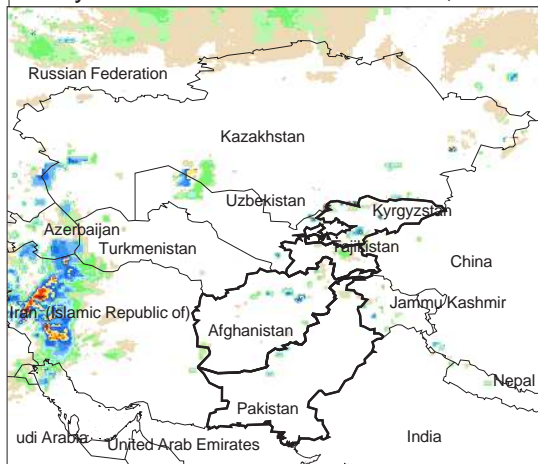 Russian Federation
Kazakhstan
Uzbekistan
Kyrgyzstan
Azerbaijan
Turkmenistan
Tajikistan
China
Jammu Kashmir
Iran (Islamic Republic of)
Afghanistan
Nepal
Pakistan
udi Arabia
United Arab Emirates
India